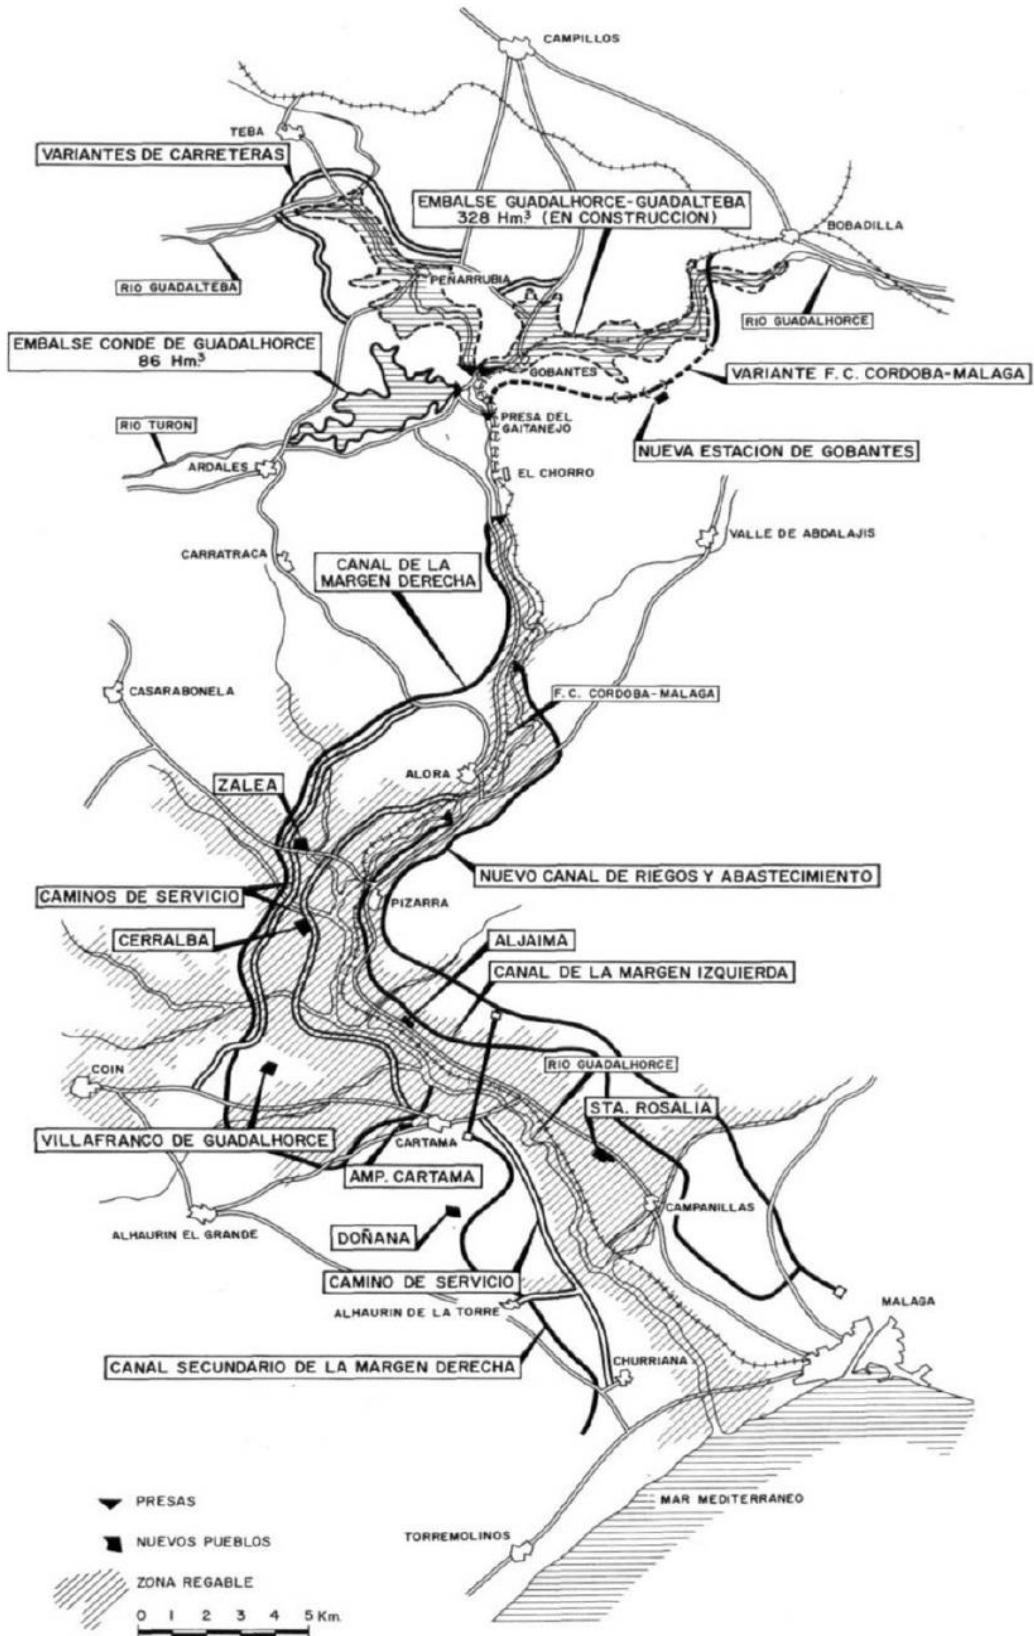 CAMPILLOS
TEBA
VARIANTES DE CARRETERAS
EMBALSE GUADALHORCE-GUADALTEBA
328 Hm³ (EN CONSTRUCCION)
BOBADILLA
PEÑARRUBIA
RIO GUADALTEBA
RIO GUADALHORCE
EMBALSE CONDE DE GUADALHORCE
86 Hm³
GOBANTES
VARIANTE F.C. CORDOBA-MALAGA
PRESA DEL
GAITANEJO
RIO TURON
NUEVA ESTACION DE GOBANTES
ARDALES
EL CHORRO
VALLE DE ABDALAJIS
CARRATRACA
CANAL DE LA
MARGEN DERECHA
CASARABONELA
F.C. CORDOBA-MALAGA
ALORA
ZALEA
NUEVO CANAL DE RIEGOS Y ABASTECIMIENTO
CAMINOS DE SERVICIO
PIZARRA
CERRALBA
ALJAIMA
CANAL DE LA MARGEN IZQUIERDA
COIN
RIO GUADALHORCE
STA. ROSALIA
VILLAFRANCO DE GUADALHORCE
CARTAMA
AMP. CARTAMA
CAMPANILLAS
ALHAURIN EL GRANDE
DOÑANA
CAMINO DE SERVICIO
MALAGA
ALHAURIN DE LA TORRE
CANAL SECUNDARIO DE LA MARGEN DERECHA
CHURRIANA
PRESAS
MAR MEDITERRANEO
NUEVOS PUEBLOS
TORREMOLINOS
ZONA REGABLE
0 1 2 3 4 5 Km.